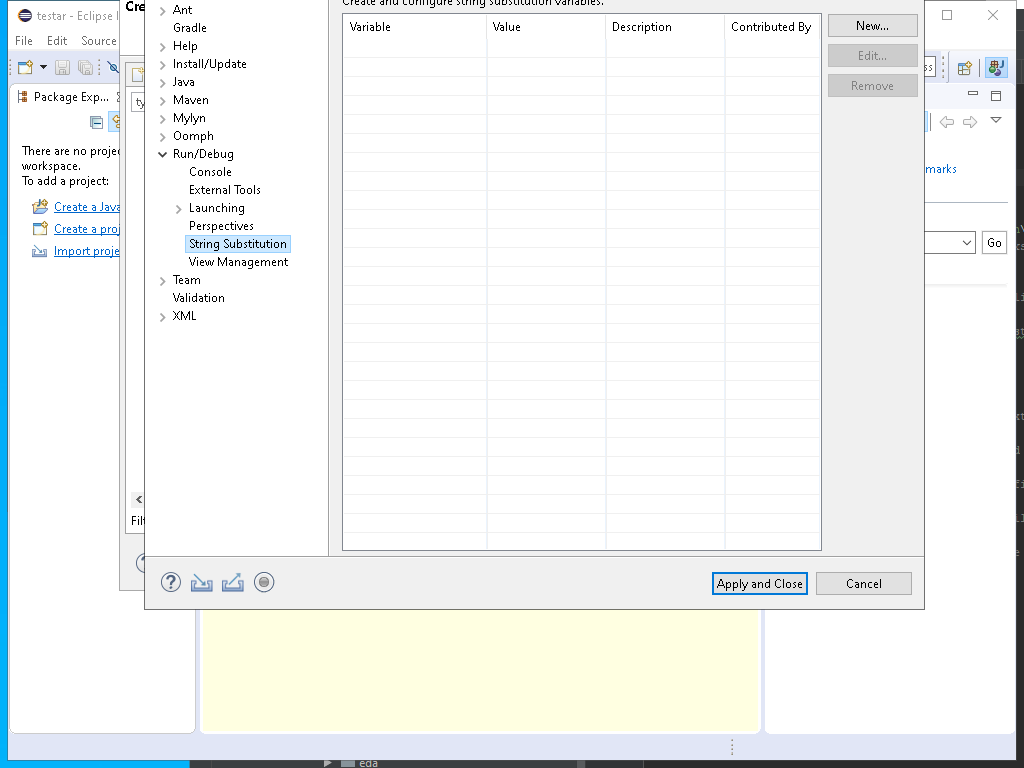 testar - Eclipse I
File Edit Source
Package Exp...
There are no projec
workspace.
To add a project:
Create a Java
Create a proj
Import proje
Cre
ty
Filt
Ant
Gradle
Help
Install/Update
Java
Maven
Mylyn
Oomph
Run/Debug
Console
External Tools
Launching
Perspectives
String Substitution
View Management
Team
Validation
XML
Create and configure string substitution variables.
Variable Value Description Contributed By
New...
Edit...
Remove
Apply and Close
Cancel
ss
marks
Go
eda